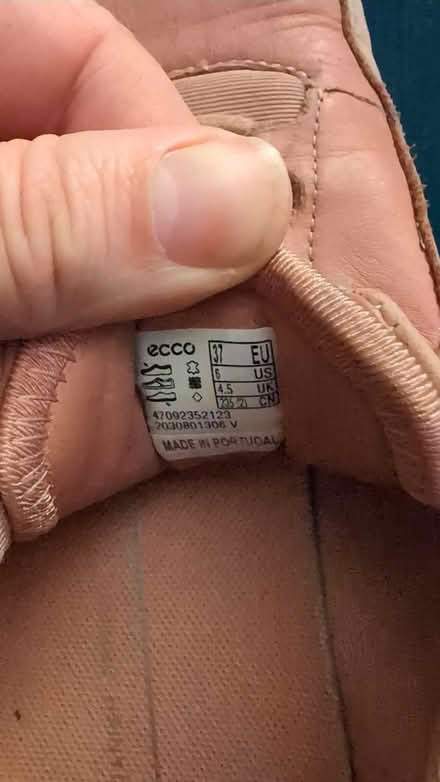 ecco
37 EU
6 US
4.5 UK
235 (2) CN
47092352123
2030801306 V
MADE IN PORTUGAL